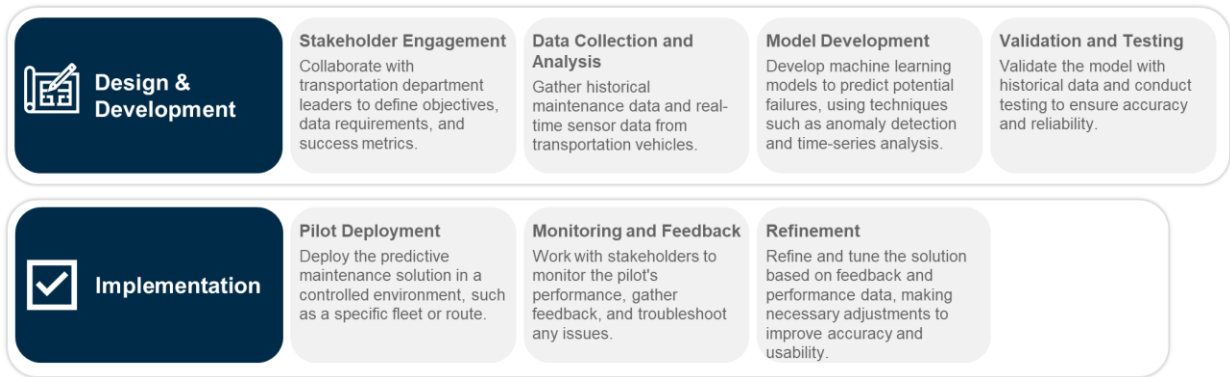 Design &
Development
Stakeholder Engagement
Collaborate with
transportation department
leaders to define objectives,
data requirements, and
success metrics.
Data Collection and
Analysis
Gather historical
maintenance data and real-
time sensor data from
transportation vehicles.
Model Development
Develop machine learning
models to predict potential
failures, using techniques
such as anomaly detection
and time-series analysis.
Validation and Testing
Validate the model with
historical data and conduct
testing to ensure accuracy
and reliability.
Implementation
Pilot Deployment
Deploy the predictive
maintenance solution in a
controlled environment, such
as a specific fleet or route.
Monitoring and Feedback
Work with stakeholders to
monitor the pilot's
performance, gather
feedback, and troubleshoot
any issues.
Refinement
Refine and tune the solution
based on feedback and
performance data, making
necessary adjustments to
improve accuracy and
usability.